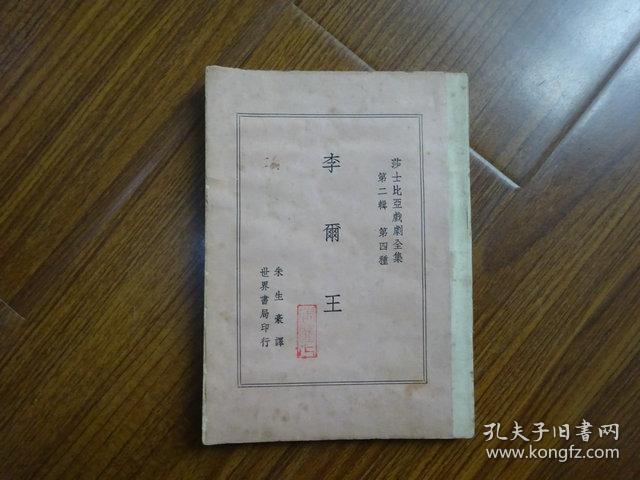 莎士比亞戲劇全集
第二輯 第四種
李爾王
朱生豪譯
世界書局印行
孔夫子旧书网
www.kongfz.com